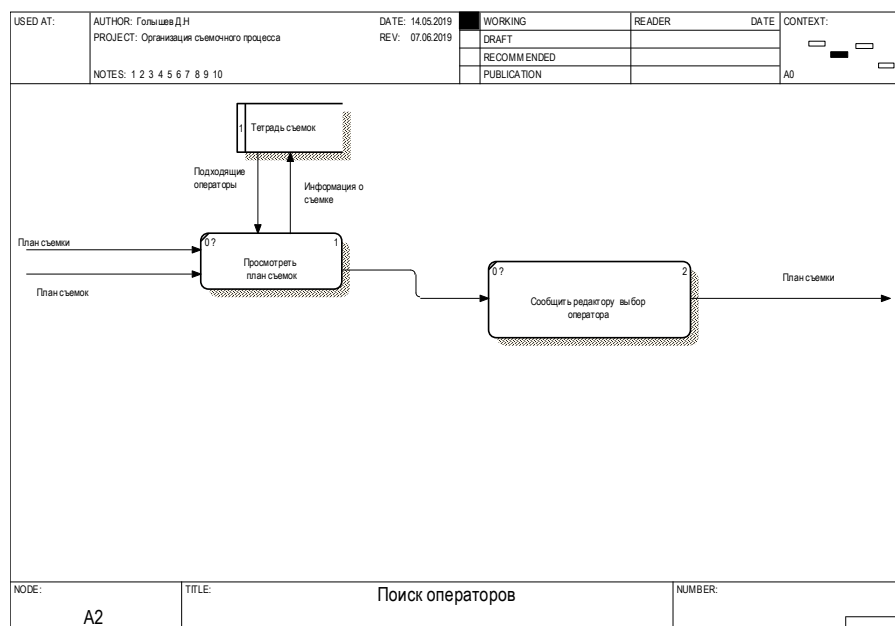 USED AT:
AUTHOR: Голышев Д.Н
DATE: 14.05.2019
PROJECT: Организация съемочного процесса
REV: 07.06.2019
NOTES: 1 2 3 4 5 6 7 8 9 10
WORKING
DRAFT
RECOMMENDED
PUBLICATION
READER
DATE
CONTEXT:
A0
1
Тетрадь съемок
Подходящие
операторы
Информация о
съемке
План съемки
План съемок
0 ?
1
Просмотреть
план съемок
0 ?
2
Сообщить редактору выбор
оператора
План съемки
NODE:
A2
TITLE:
Поиск операторов
NUMBER: